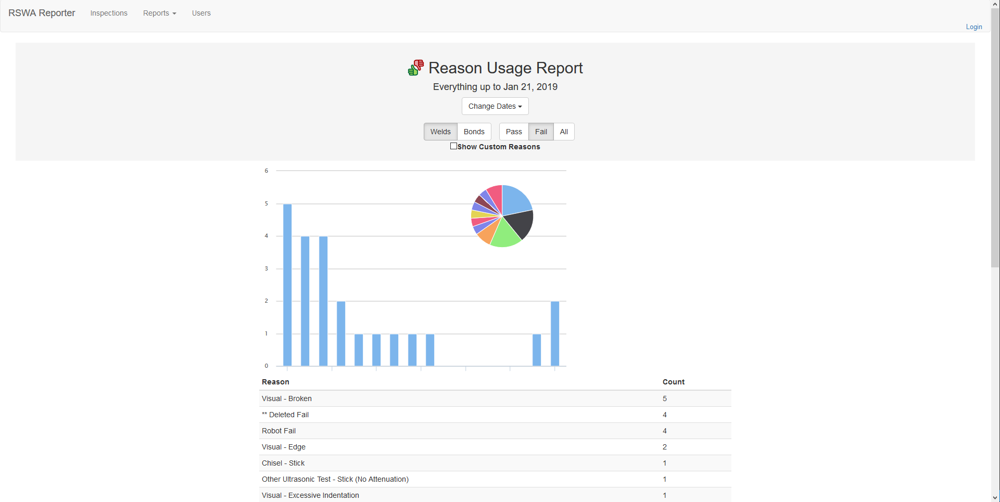 RSWA Reporter Inspections Reports Users
Login
Reason Usage Report
Everything up to Jan 21, 2019
Change Dates
Welds Bonds Pass Fail All
Show Custom Reasons
6
5
4
3
2
1
0
Reason Count
Visual - Broken 5
** Deleted Fail 4
Robot Fail 4
Visual - Edge 2
Chisel - Stick 1
Other Ultrasonic Test - Stick (No Attenuation) 1
Visual - Excessive Indentation 1